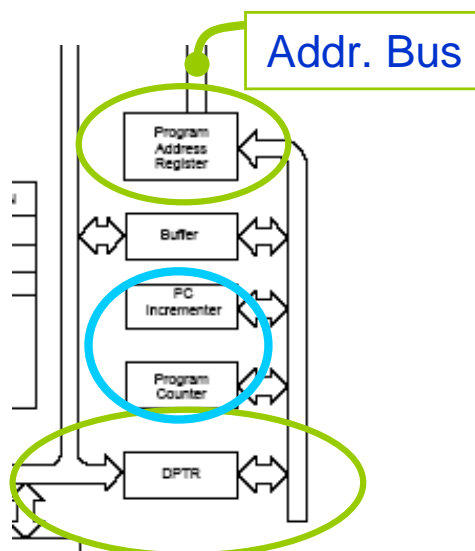 Addr. Bus
Program
Address
Register
N
Buffer
PC
Incrementer
Program
Counter
DPTR